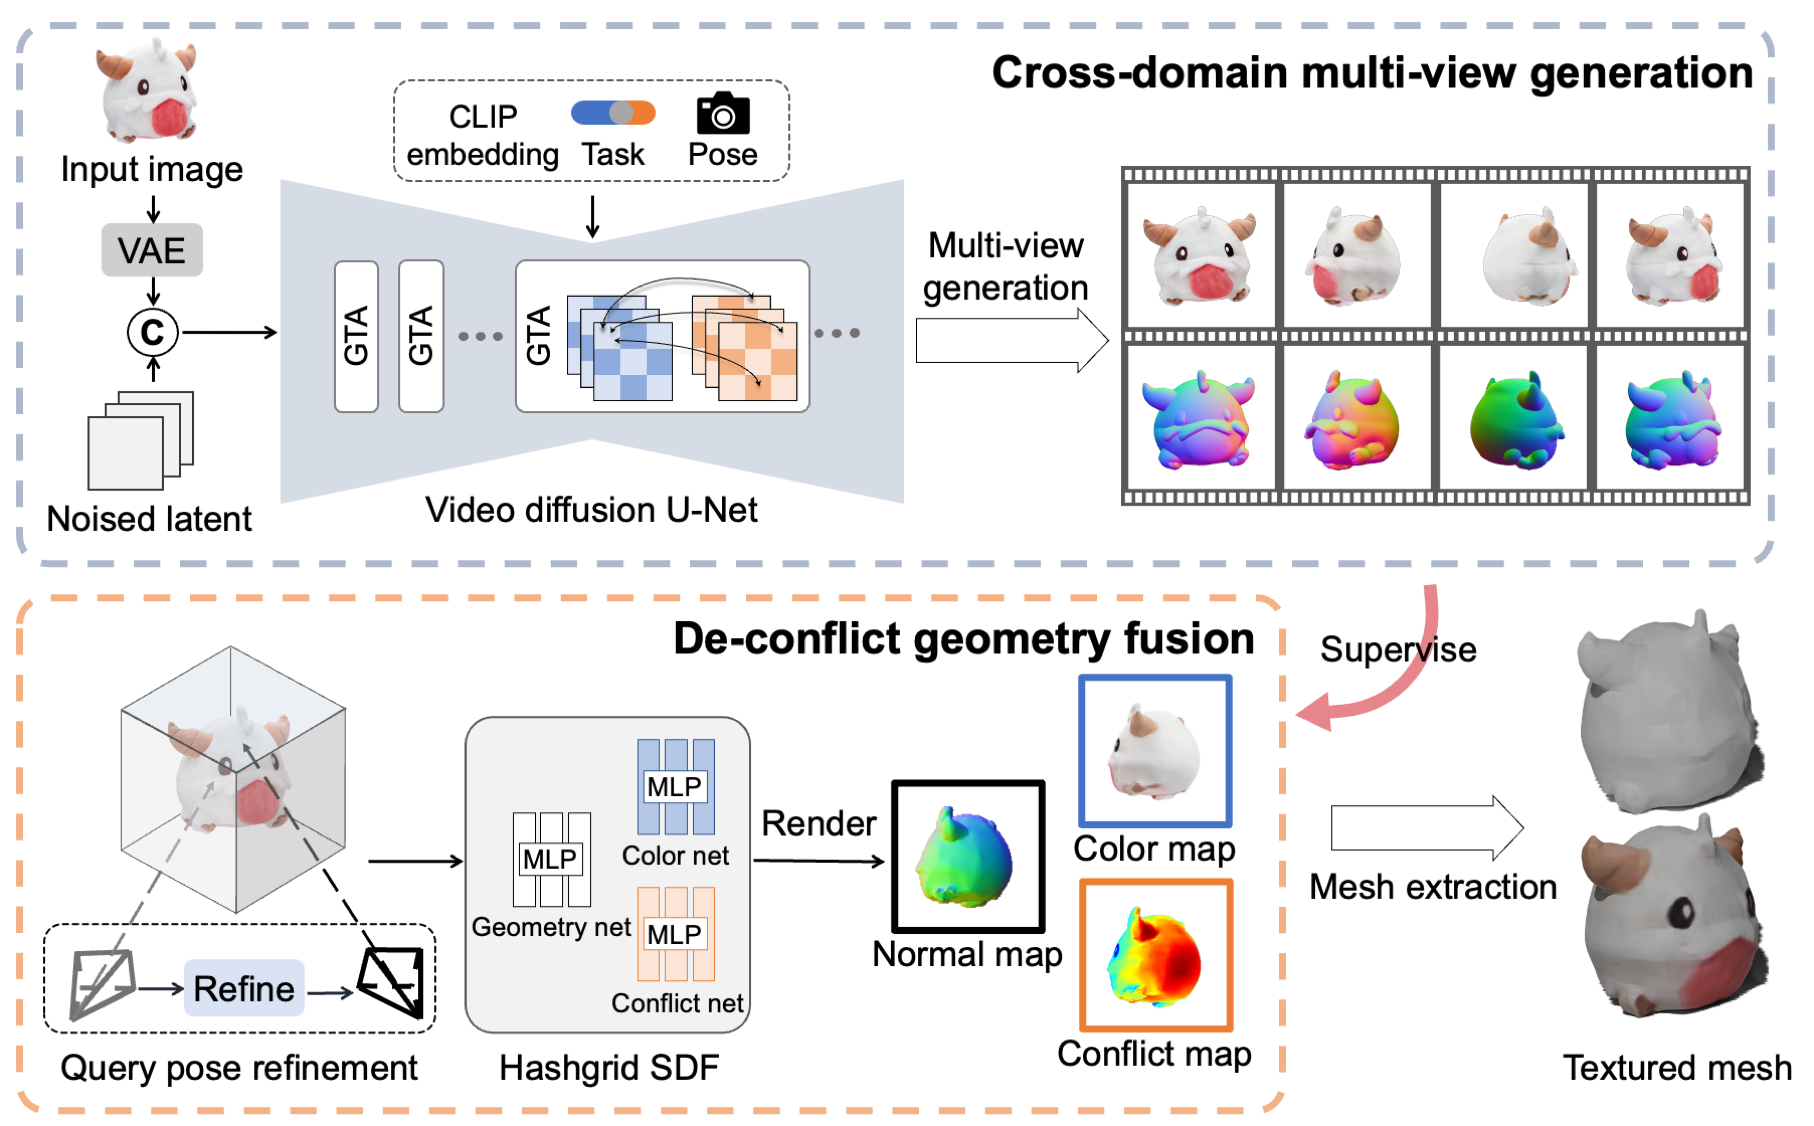 Cross-domain multi-view generation
Input image
VAE
C
Noised latent
CLIP
embedding
Task
Pose
GTA
GTA
GTA
Video diffusion U-Net
Multi-view
generation
De-conflict geometry fusion
Supervise
Refine
Query pose refinement
MLP
Geometry net
MLP
Color net
MLP
Conflict net
Hashgrid SDF
Render
Normal map
Color map
Conflict map
Mesh extraction
Textured mesh